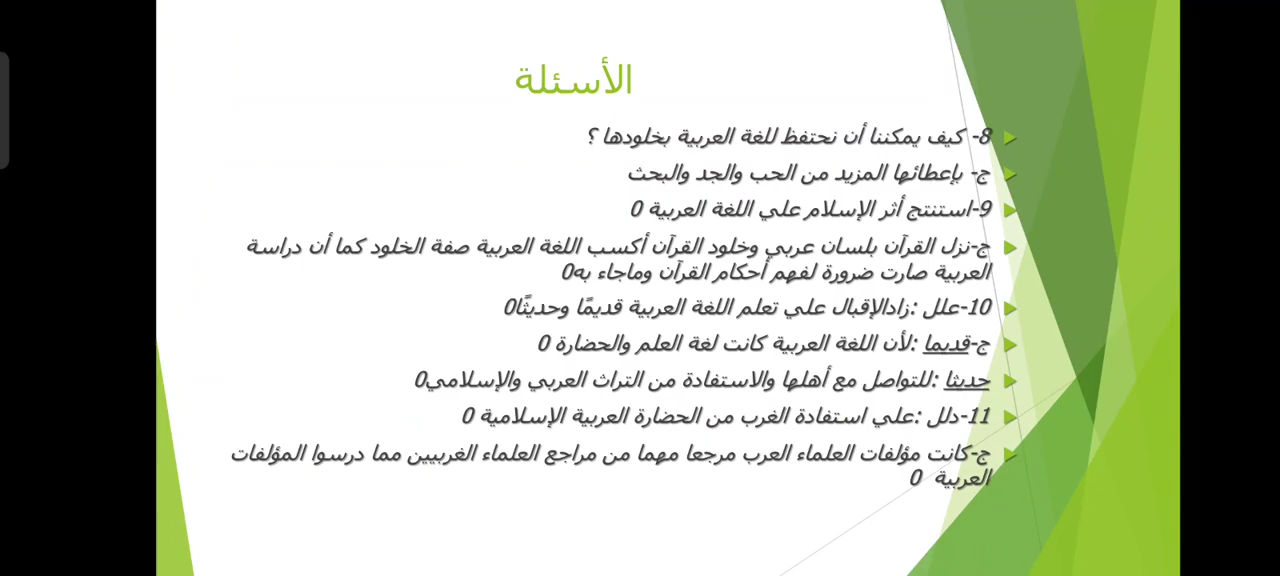 الأسئلة
8- كيف يمكننا أن نحتفظ للغة العربية بخلودها ؟
ج- بإعطائها المزيد من الحب والجد والبحث
9-استنتج أثر الإسلام علي اللغة العربية 0
ج-نزل القرآن بلسان عربي وخلود القرآن أكسب اللغة العربية صفة الخلود كما أن دراسة
العربية صارت ضرورة لفهم أحكام القرآن وماجاء به0
10-علل :زادالإقبال علي تعلم اللغة العربية قديمًا وحديثًا0
ج-قديما :لأن اللغة العربية كانت لغة العلم والحضارة 0
حديثا :للتواصل مع أهلها والاستفادة من التراث العربي والإسلامي0
11-دلل :علي استفادة الغرب من الحضارة العربية الإسلامية 0
ج-كانت مؤلفات العلماء العرب مرجعا مهما من مراجع العلماء الغربيين مما درسوا المؤلفات
العربية 0